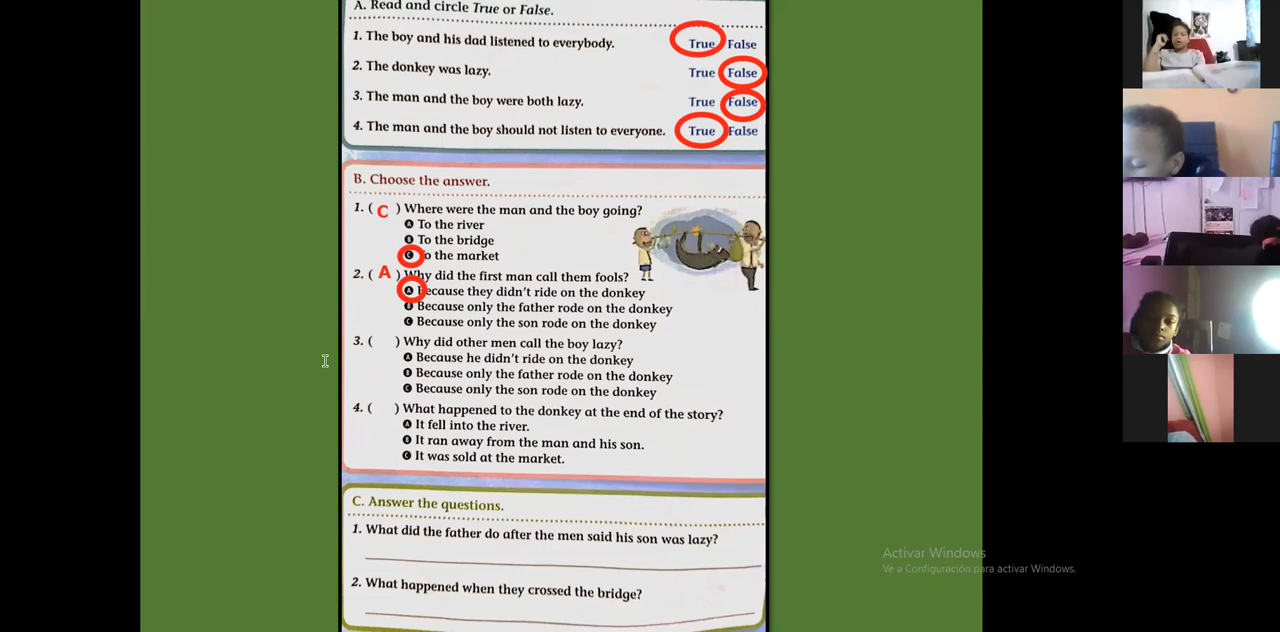 A. Read and circle True or False.
1. The boy and his dad listened to everybody. True False
2. The donkey was lazy. True False
3. The man and the boy were both lazy. True False
4. The man and the boy should not listen to everyone. True False
B. Choose the answer.
1. ( C ) Where were the man and the boy going?
A To the river
B To the bridge
C To the market
2. ( A ) Why did the first man call them fools?
A Because they didn't ride on the donkey
B Because only the father rode on the donkey
C Because only the son rode on the donkey
3. ( ) Why did other men call the boy lazy?
A Because he didn't ride on the donkey
B Because only the father rode on the donkey
C Because only the son rode on the donkey
4. ( ) What happened to the donkey at the end of the story?
A It fell into the river.
B It ran away from the man and his son.
C It was sold at the market.
C. Answer the questions.
1. What did the father do after the men said his son was lazy?
2. What happened when they crossed the bridge?
Activar Windows
Ve a Configuración para activar Windows.